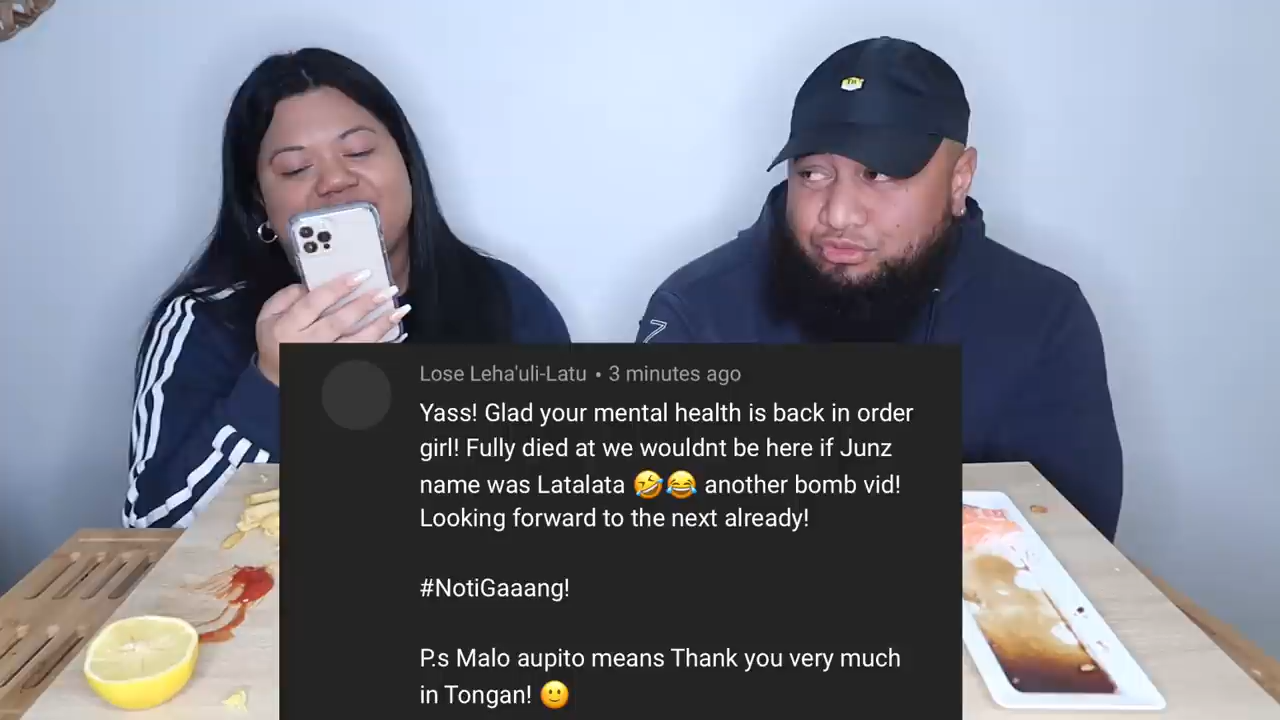 Lose Leha'uli-Latu • 3 minutes ago
Yass! Glad your mental health is back in order
girl! Fully died at we wouldnt be here if Junz
name was Latalata 🤣😂 another bomb vid!
Looking forward to the next already!
#NotiGaaang!
P.s Malo aupito means Thank you very much
in Tongan! 🙂